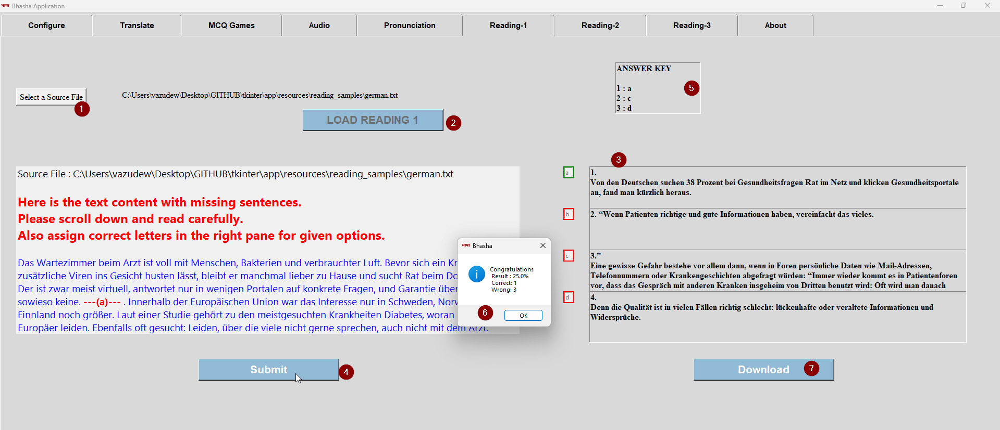 भाषा Bhasha Application
Configure
Translate
MCQ Games
Audio
Pronunciation
Reading-1
Reading-2
Reading-3
About
ANSWER KEY
1 : a
2 : c
3 : d
5
Select a Source File
1
C:\Users\vazudew\Desktop\GITHUB\tkinter\app\resources\reading_samples\german.txt
LOAD READING 1
2
Source File : C:\Users\vazudew\Desktop\GITHUB\tkinter\app\resources\reading_samples\german.txt
Here is the text content with missing sentences.
Please scroll down and read carefully.
Also assign correct letters in the right pane for given options.
Das Wartezimmer beim Arzt ist voll mit Menschen, Bakterien und verbrauchter Luft. Bevor sich ein Kr
zusätzliche Viren ins Gesicht husten lässt, bleibt er manchmal lieber zu Hause und sucht Rat beim Do
Der ist zwar meist virtuell, antwortet nur in wenigen Portalen auf konkrete Fragen, und Garantie über
sowieso keine. ---(a)--- . Innerhalb der Europäischen Union war das Interesse nur in Schweden, Norw
Finnland noch größer. Laut einer Studie gehört zu den meistgesuchten Krankheiten Diabetes, woran
Europäer leiden. Ebenfalls oft gesucht: Leiden, über die viele nicht gerne sprechen, auch nicht mit dem Arzt.
भाषा Bhasha
Congratulations
Result : 25.0%
Correct: 1
Wrong: 3
6
OK
3
a
1.
Von den Deutschen suchen 38 Prozent bei Gesundheitsfragen Rat im Netz und klicken Gesundheitsportale
an, fand man kürzlich heraus.
b
2. “Wenn Patienten richtige und gute Informationen haben, vereinfacht das vieles.
c
3.”
Eine gewisse Gefahr bestehe vor allem dann, wenn in Foren persönliche Daten wie Mail-Adressen,
Telefonnummern oder Krankengeschichten abgefragt würden: “Immer wieder kommt es in Patientenforen
vor, dass das Gespräch mit anderen Kranken insgeheim von Dritten benutzt wird: Oft wird man danach
d
4.
Denn die Qualität ist in vielen Fällen richtig schlecht: lückenhafte oder veraltete Informationen und
Widersprüche.
Submit
4
Download
7